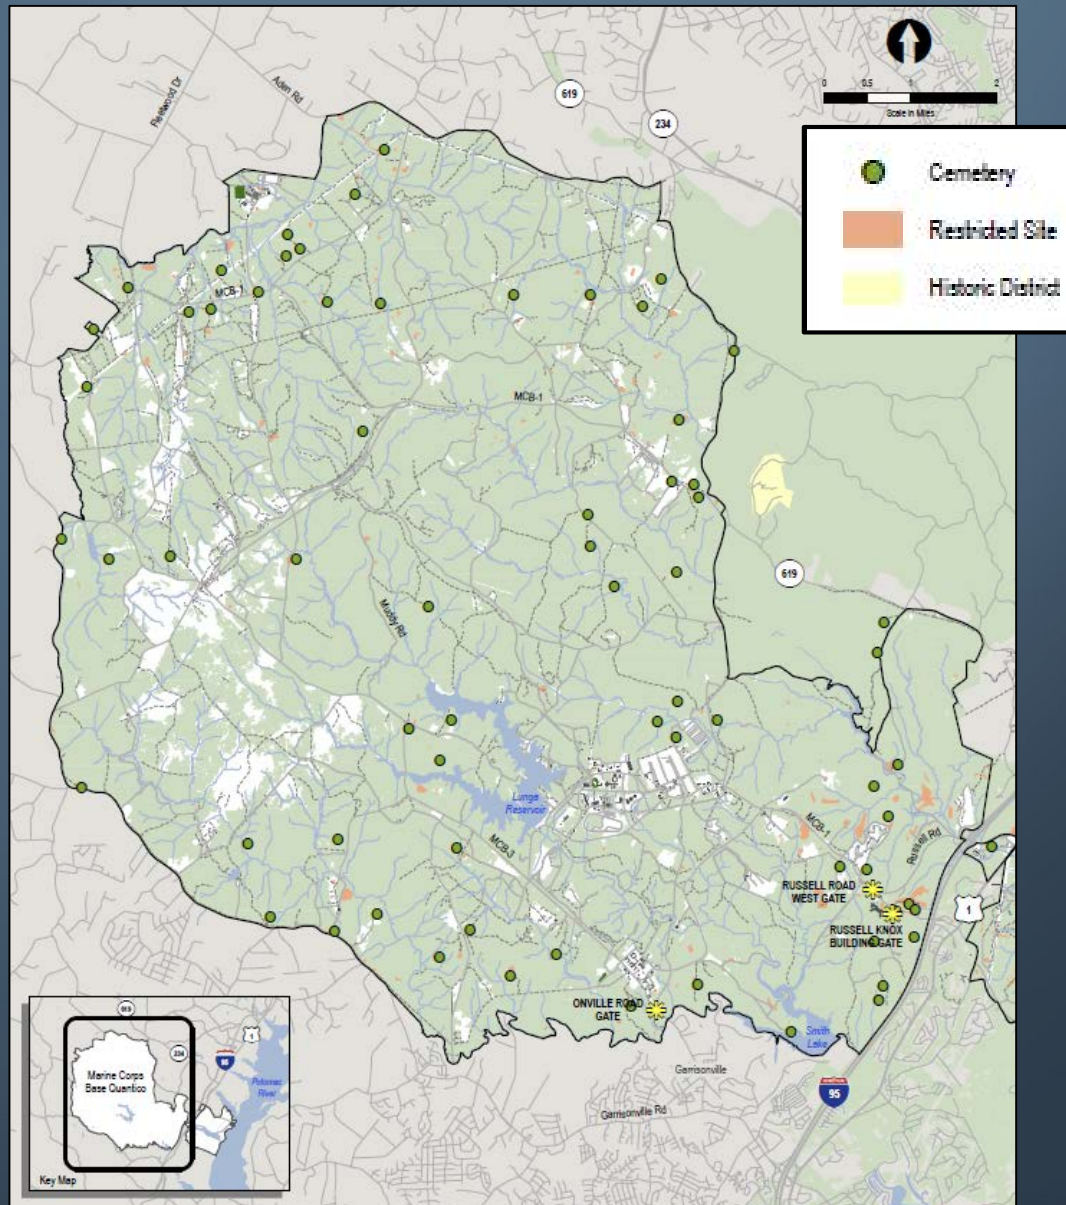 Fleetwood Dr
Aden Rd
619
234
0 0.5 1 2
Scale in Miles
Cemetery
Restricted Site
Historic District
MCB-1
MCB-1
619
Muddy Rd
Lunga
Reservoir
MCB-3
MCB-1
Russell Rd
RUSSELL ROAD
WEST GATE
1
RUSSELL KNOX
BUILDING GATE
ONVILLE ROAD
GATE
Smith
Lake
Garrisonville
Garrisonville Rd
95
619
1
234
95
Marine Corps
Base Quantico
Potomac
River
Key Map